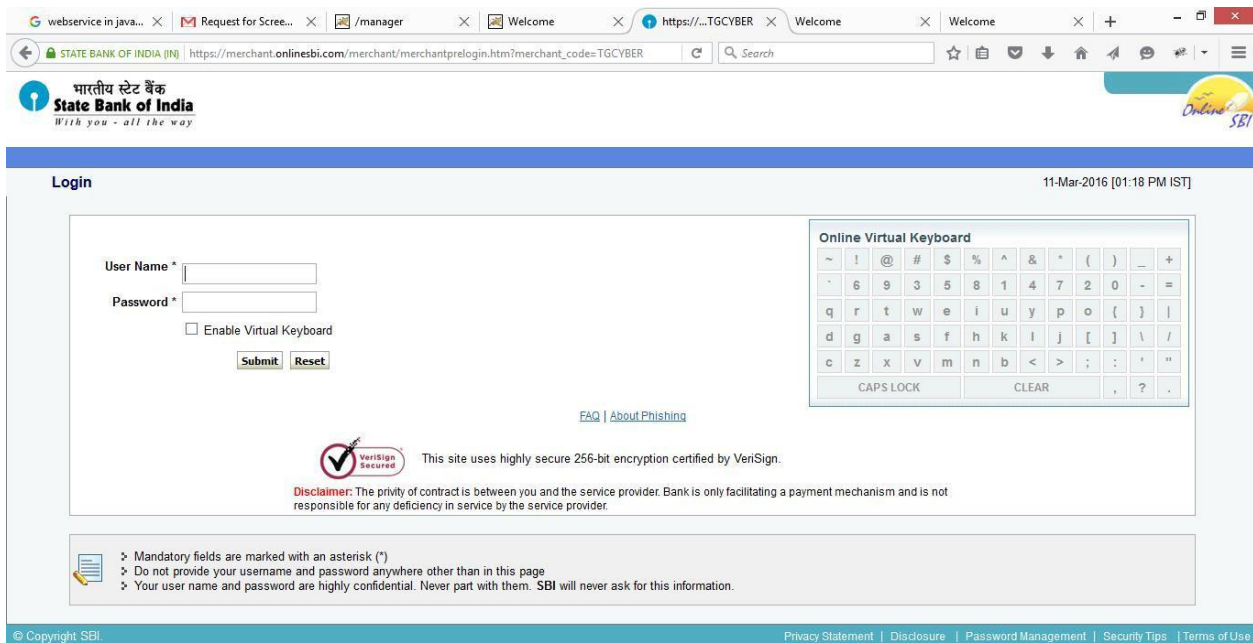 webservice in java...
Request for Scree...
/manager
Welcome
https://...TGCYBER
Welcome
Welcome
STATE BANK OF INDIA (IN) https://merchant.onlinesbi.com/merchant/merchantprelogin.htm?merchant_code=TGCYBER
Search
भारतीय स्टेट बैंक
State Bank of India
With you - all the way
Online SBI
Login
11-Mar-2016 [01:18 PM IST]
User Name *
Password *
Enable Virtual Keyboard
Submit Reset
Online Virtual Keyboard
~ ! @ # $ % ^ & * ( ) _ +
` 6 9 3 5 8 1 4 7 2 0 - =
q r t w e i u y p o { } |
d g a s f h k l j [ ] \ /
c z x v m n b < > ; : ' "
CAPS LOCK CLEAR , ? .
FAQ | About Phishing
VeriSign Secured
This site uses highly secure 256-bit encryption certified by VeriSign.
Disclaimer: The privity of contract is between you and the service provider. Bank is only facilitating a payment mechanism and is not
responsible for any deficiency in service by the service provider.
Mandatory fields are marked with an asterisk (*)
Do not provide your username and password anywhere other than in this page
Your user name and password are highly confidential. Never part with them. SBI will never ask for this information.
© Copyright SBI.
Privacy Statement | Disclosure | Password Management | Security Tips | Terms of Use